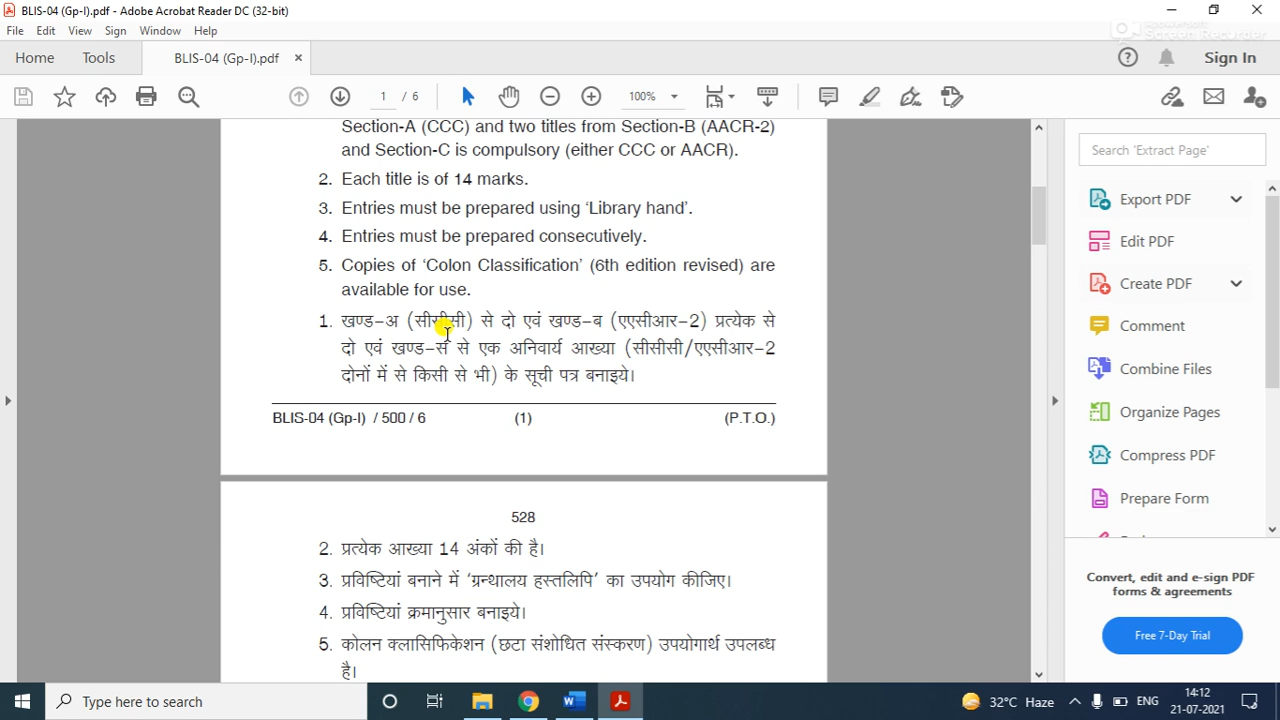 BLIS-04 (Gp-I).pdf - Adobe Acrobat Reader DC (32-bit)
File Edit View Sign Window Help
Home Tools BLIS-04 (Gp-I).pdf × Sign In
1 / 6 100%
Section-A (CCC) and two titles from Section-B (AACR-2)
and Section-C is compulsory (either CCC or AACR).
2. Each title is of 14 marks.
3. Entries must be prepared using ‘Library hand’.
4. Entries must be prepared consecutively.
5. Copies of ‘Colon Classification’ (6th edition revised) are
available for use.
1. खण्ड-अ (सीसीसी) से दो एवं खण्ड-ब (एएसीआर-2) प्रत्येक से
दो एवं खण्ड-स से एक अनिवार्य आख्या (सीसीसी/एएसीआर-2
दोनों में से किसी से भी) के सूची पत्र बनाइये।
BLIS-04 (Gp-I) / 500 / 6 (1) (P.T.O.)
528
2. प्रत्येक आख्या 14 अंकों की है।
3. प्रविष्टियां बनाने में ‘ग्रन्थालय हस्तलिपि’ का उपयोग कीजिए।
4. प्रविष्टियां क्रमानुसार बनाइये।
5. कोलन क्लासिफिकेशन (छटा संशोधित संस्करण) उपयोगार्थ उपलब्ध
है।
Search 'Extract Page'
Export PDF
Edit PDF
Create PDF
Comment
Combine Files
Organize Pages
Compress PDF
Prepare Form
Convert, edit and e-sign PDF
forms & agreements
Free 7-Day Trial
Type here to search
32°C Haze ENG
14:12
21-07-2021
Screen Recorder